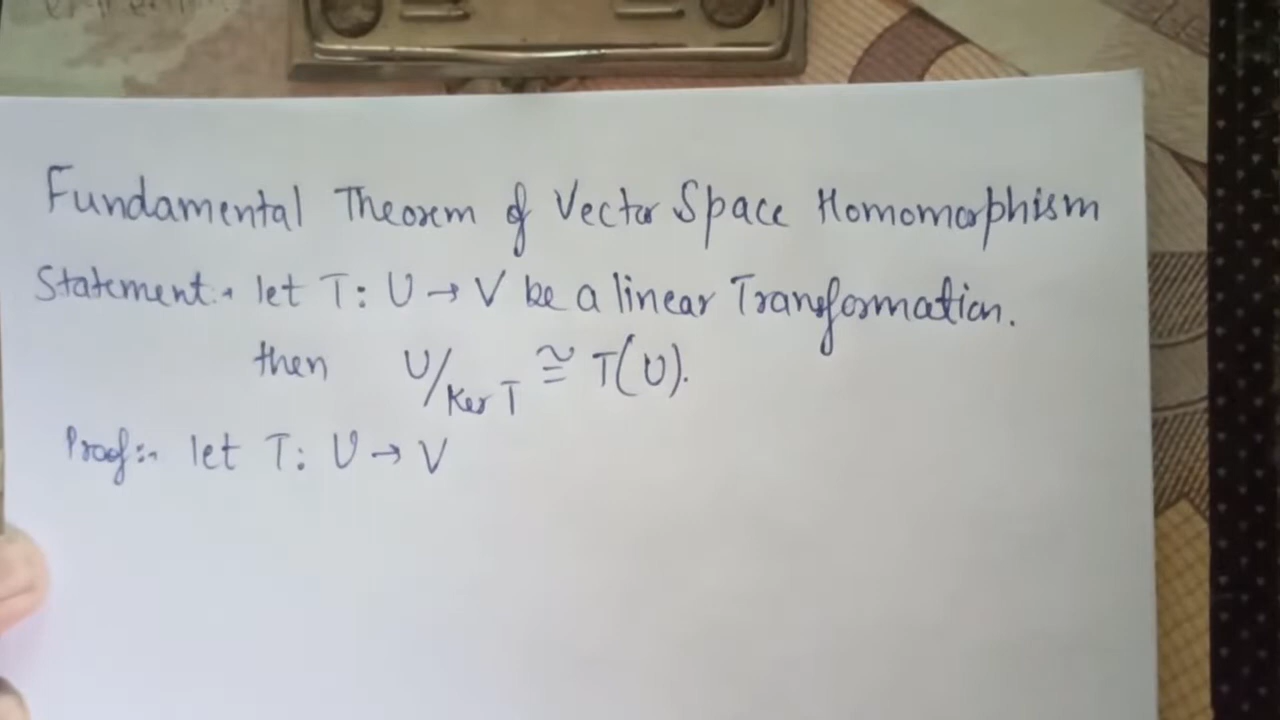 Fundamental Theorem of Vector Space Homomorphism
Statement:- let T: U → V be a linear Transformation.
then U/Ker T ≅ T(U).
Proof:- let T: U → V